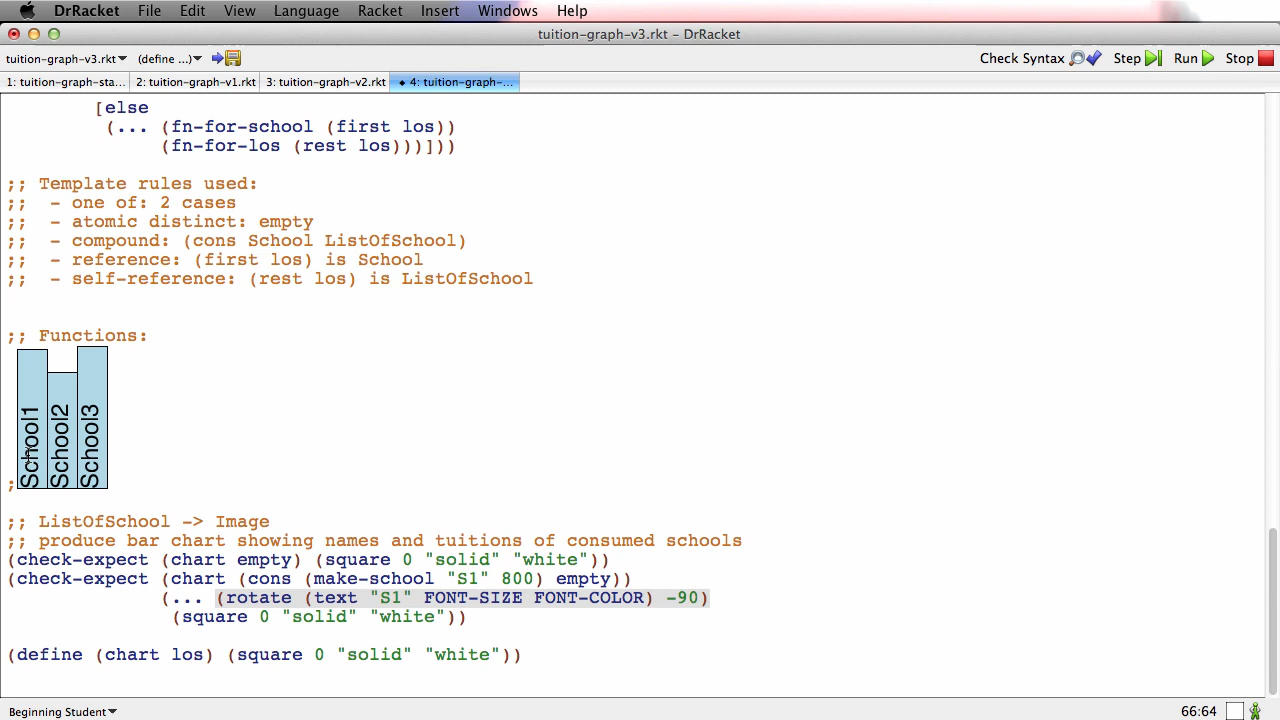 DrRacket File Edit View Language Racket Insert Windows Help
tuition-graph-v3.rkt - DrRacket
tuition-graph-v3.rkt (define ...) Check Syntax Step Run Stop
1: tuition-graph-sta... 2: tuition-graph-v1.rkt 3: tuition-graph-v2.rkt 4: tuition-graph-...
[else
(... (fn-for-school (first los))
(fn-for-los (rest los)))]))
;; Template rules used:
;;  - one of: 2 cases
;;  - atomic distinct: empty
;;  - compound: (cons School ListOfSchool)
;;  - reference: (first los) is School
;;  - self-reference: (rest los) is ListOfSchool
;; Functions:
School1
School2
School3
;
;; ListOfSchool -> Image
;; produce bar chart showing names and tuitions of consumed schools
(check-expect (chart empty) (square 0 "solid" "white"))
(check-expect (chart (cons (make-school "S1" 800) empty))
(... (rotate (text "S1" FONT-SIZE FONT-COLOR) -90)
(square 0 "solid" "white"))
(define (chart los) (square 0 "solid" "white"))
Beginning Student 66:64